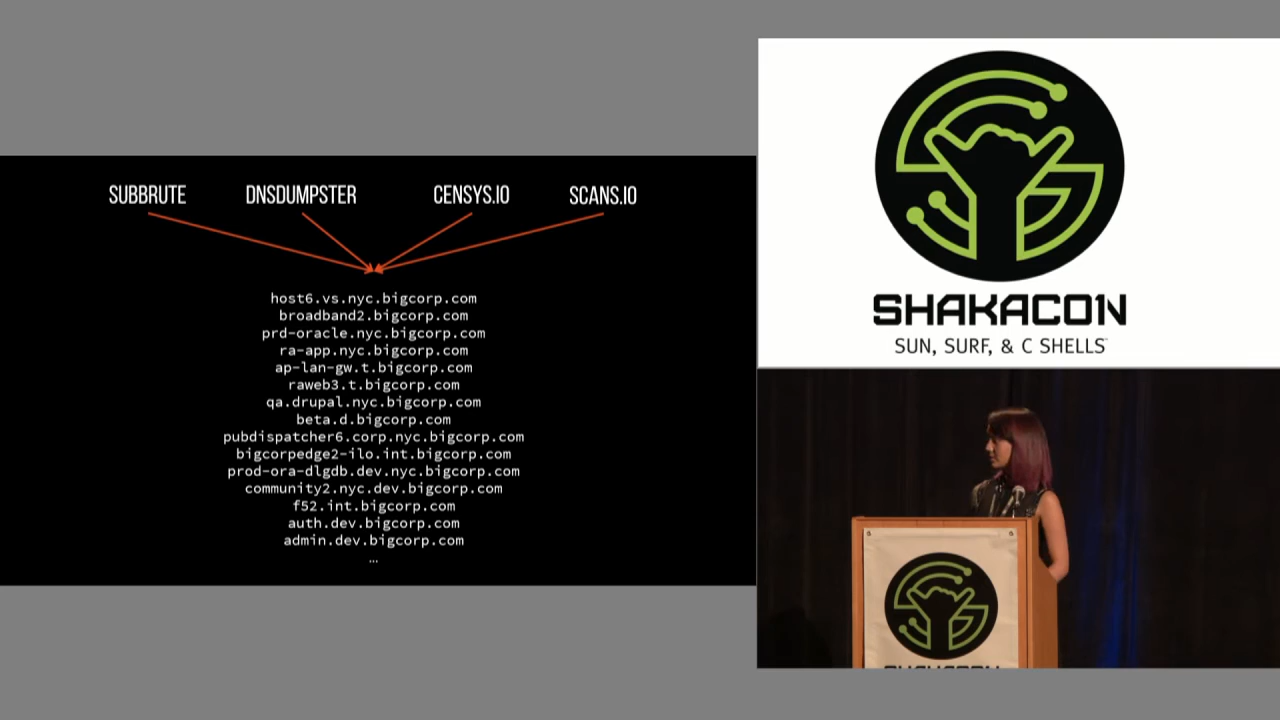 SUBBRUTE DNSDUMPSTER CENSYS.IO SCANS.IO
host6.vs.nyc.bigcorp.com
broadband2.bigcorp.com
prd-oracle.nyc.bigcorp.com
ra-app.nyc.bigcorp.com
ap-lan-gw.t.bigcorp.com
raweb3.t.bigcorp.com
qa.drupal.nyc.bigcorp.com
beta.d.bigcorp.com
pubdispatcher6.corp.nyc.bigcorp.com
bigcorpedge2-ilo.int.bigcorp.com
prod-ora-dlgdb.dev.nyc.bigcorp.com
community2.nyc.dev.bigcorp.com
f52.int.bigcorp.com
auth.dev.bigcorp.com
admin.dev.bigcorp.com
...
SHAKACON
SUN, SURF, & C SHELLS
SHAKACON